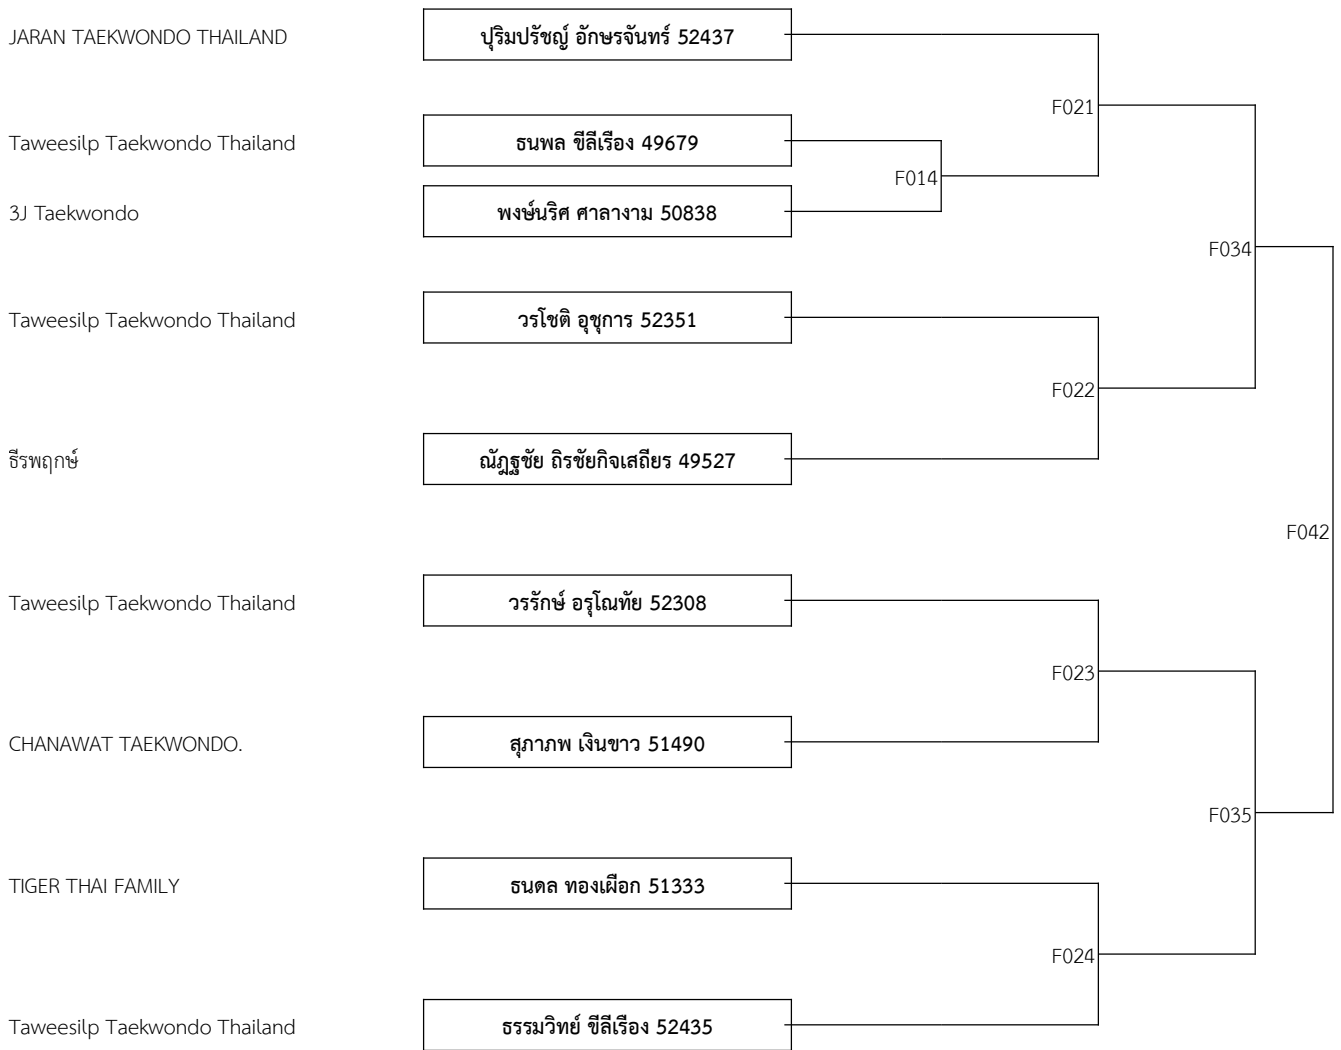 JARAN TAEKWONDO THAILAND
ปุริมปรัชญ์ อักษรจันทร์ 52437
F021
Taweesilp Taekwondo Thailand
ธนพล ขีลีเรือง 49679
F014
3J Taekwondo
พงษ์นริศ ศาลางาม 50838
F034
Taweesilp Taekwondo Thailand
วรโชติ อุชุการ 52351
F022
ธีรพฤกษ์
ณัฎฐชัย ถิรชัยกิจเสถียร 49527
F042
Taweesilp Taekwondo Thailand
วรรักษ์ อรุโณทัย 52308
F023
CHANAWAT TAEKWONDO.
สุภาภพ เงินขาว 51490
F035
TIGER THAI FAMILY
ธนดล ทองเผือก 51333
F024
Taweesilp Taekwondo Thailand
ธรรมวิทย์ ขีลีเรือง 52435